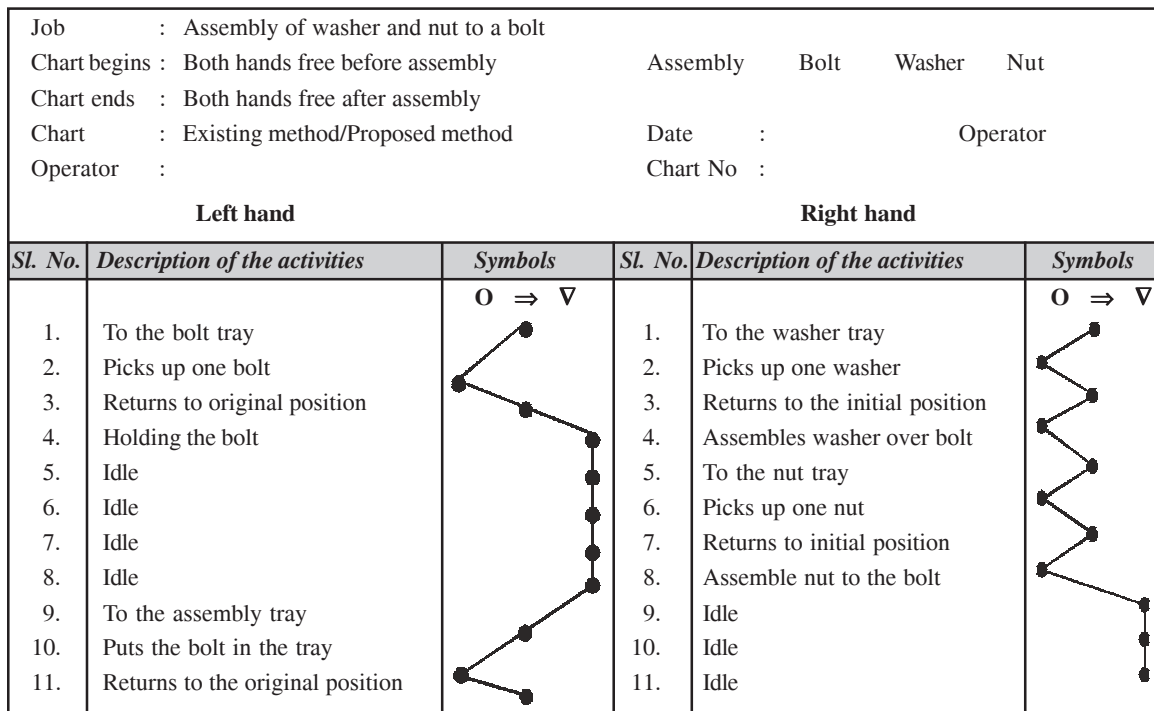 Job : Assembly of washer and nut to a bolt
Chart begins : Both hands free before assembly Assembly Bolt Washer Nut
Chart ends : Both hands free after assembly
Chart : Existing method/Proposed method Date : Operator
Operator : Chart No :
Left hand Right hand
Sl. No. Description of the activities Symbols Sl. No. Description of the activities Symbols
O ⇒ ∇ O ⇒ ∇
1. To the bolt tray 1. To the washer tray
2. Picks up one bolt 2. Picks up one washer
3. Returns to original position 3. Returns to the initial position
4. Holding the bolt 4. Assembles washer over bolt
5. Idle 5. To the nut tray
6. Idle 6. Picks up one nut
7. Idle 7. Returns to initial position
8. Idle 8. Assemble nut to the bolt
9. To the assembly tray 9. Idle
10. Puts the bolt in the tray 10. Idle
11. Returns to the original position 11. Idle